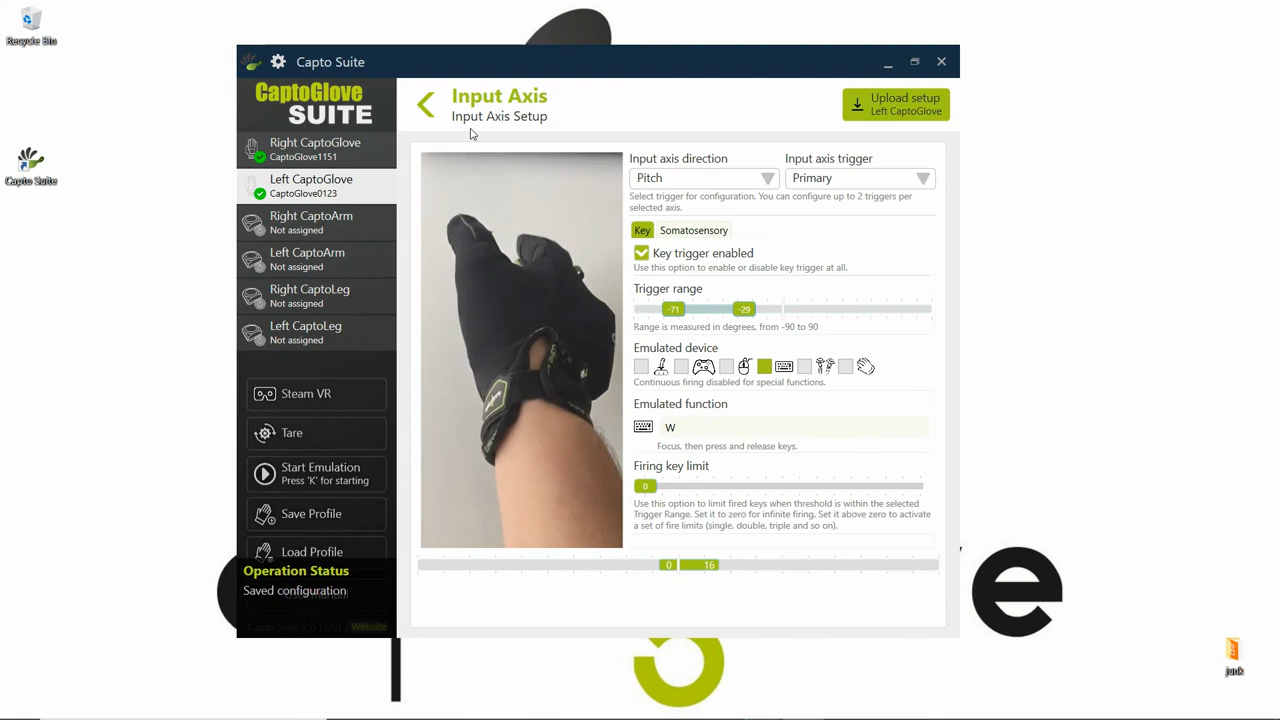 Recycle Bin
Capto Suite
junk
Capto Suite
CaptoGlove
SUITE
Right CaptoGlove
CaptoGlove1151
Left CaptoGlove
CaptoGlove0123
Right CaptoArm
Not assigned
Left CaptoArm
Not assigned
Right CaptoLeg
Not assigned
Left CaptoLeg
Not assigned
Steam VR
Tare
Start Emulation
Press 'K' for starting
Save Profile
Load Profile
Operation Status
Saved configuration
Website
Input Axis
Input Axis Setup
Upload setup
Left CaptoGlove
Input axis direction
Input axis trigger
Pitch
Primary
Select trigger for configuration. You can configure up to 2 triggers per
selected axis.
Key
Somatosensory
Key trigger enabled
Use this option to enable or disable key trigger at all.
Trigger range
-71
-29
Range is measured in degrees, from -90 to 90
Emulated device
Continuous firing disabled for special functions.
Emulated function
W
Focus, then press and release keys.
Firing key limit
0
Use this option to limit fired keys when threshold is within the selected
Trigger Range. Set it to zero for infinite firing. Set it above zero to activate
a set of fire limits (single, double, triple and so on).
0
16
e